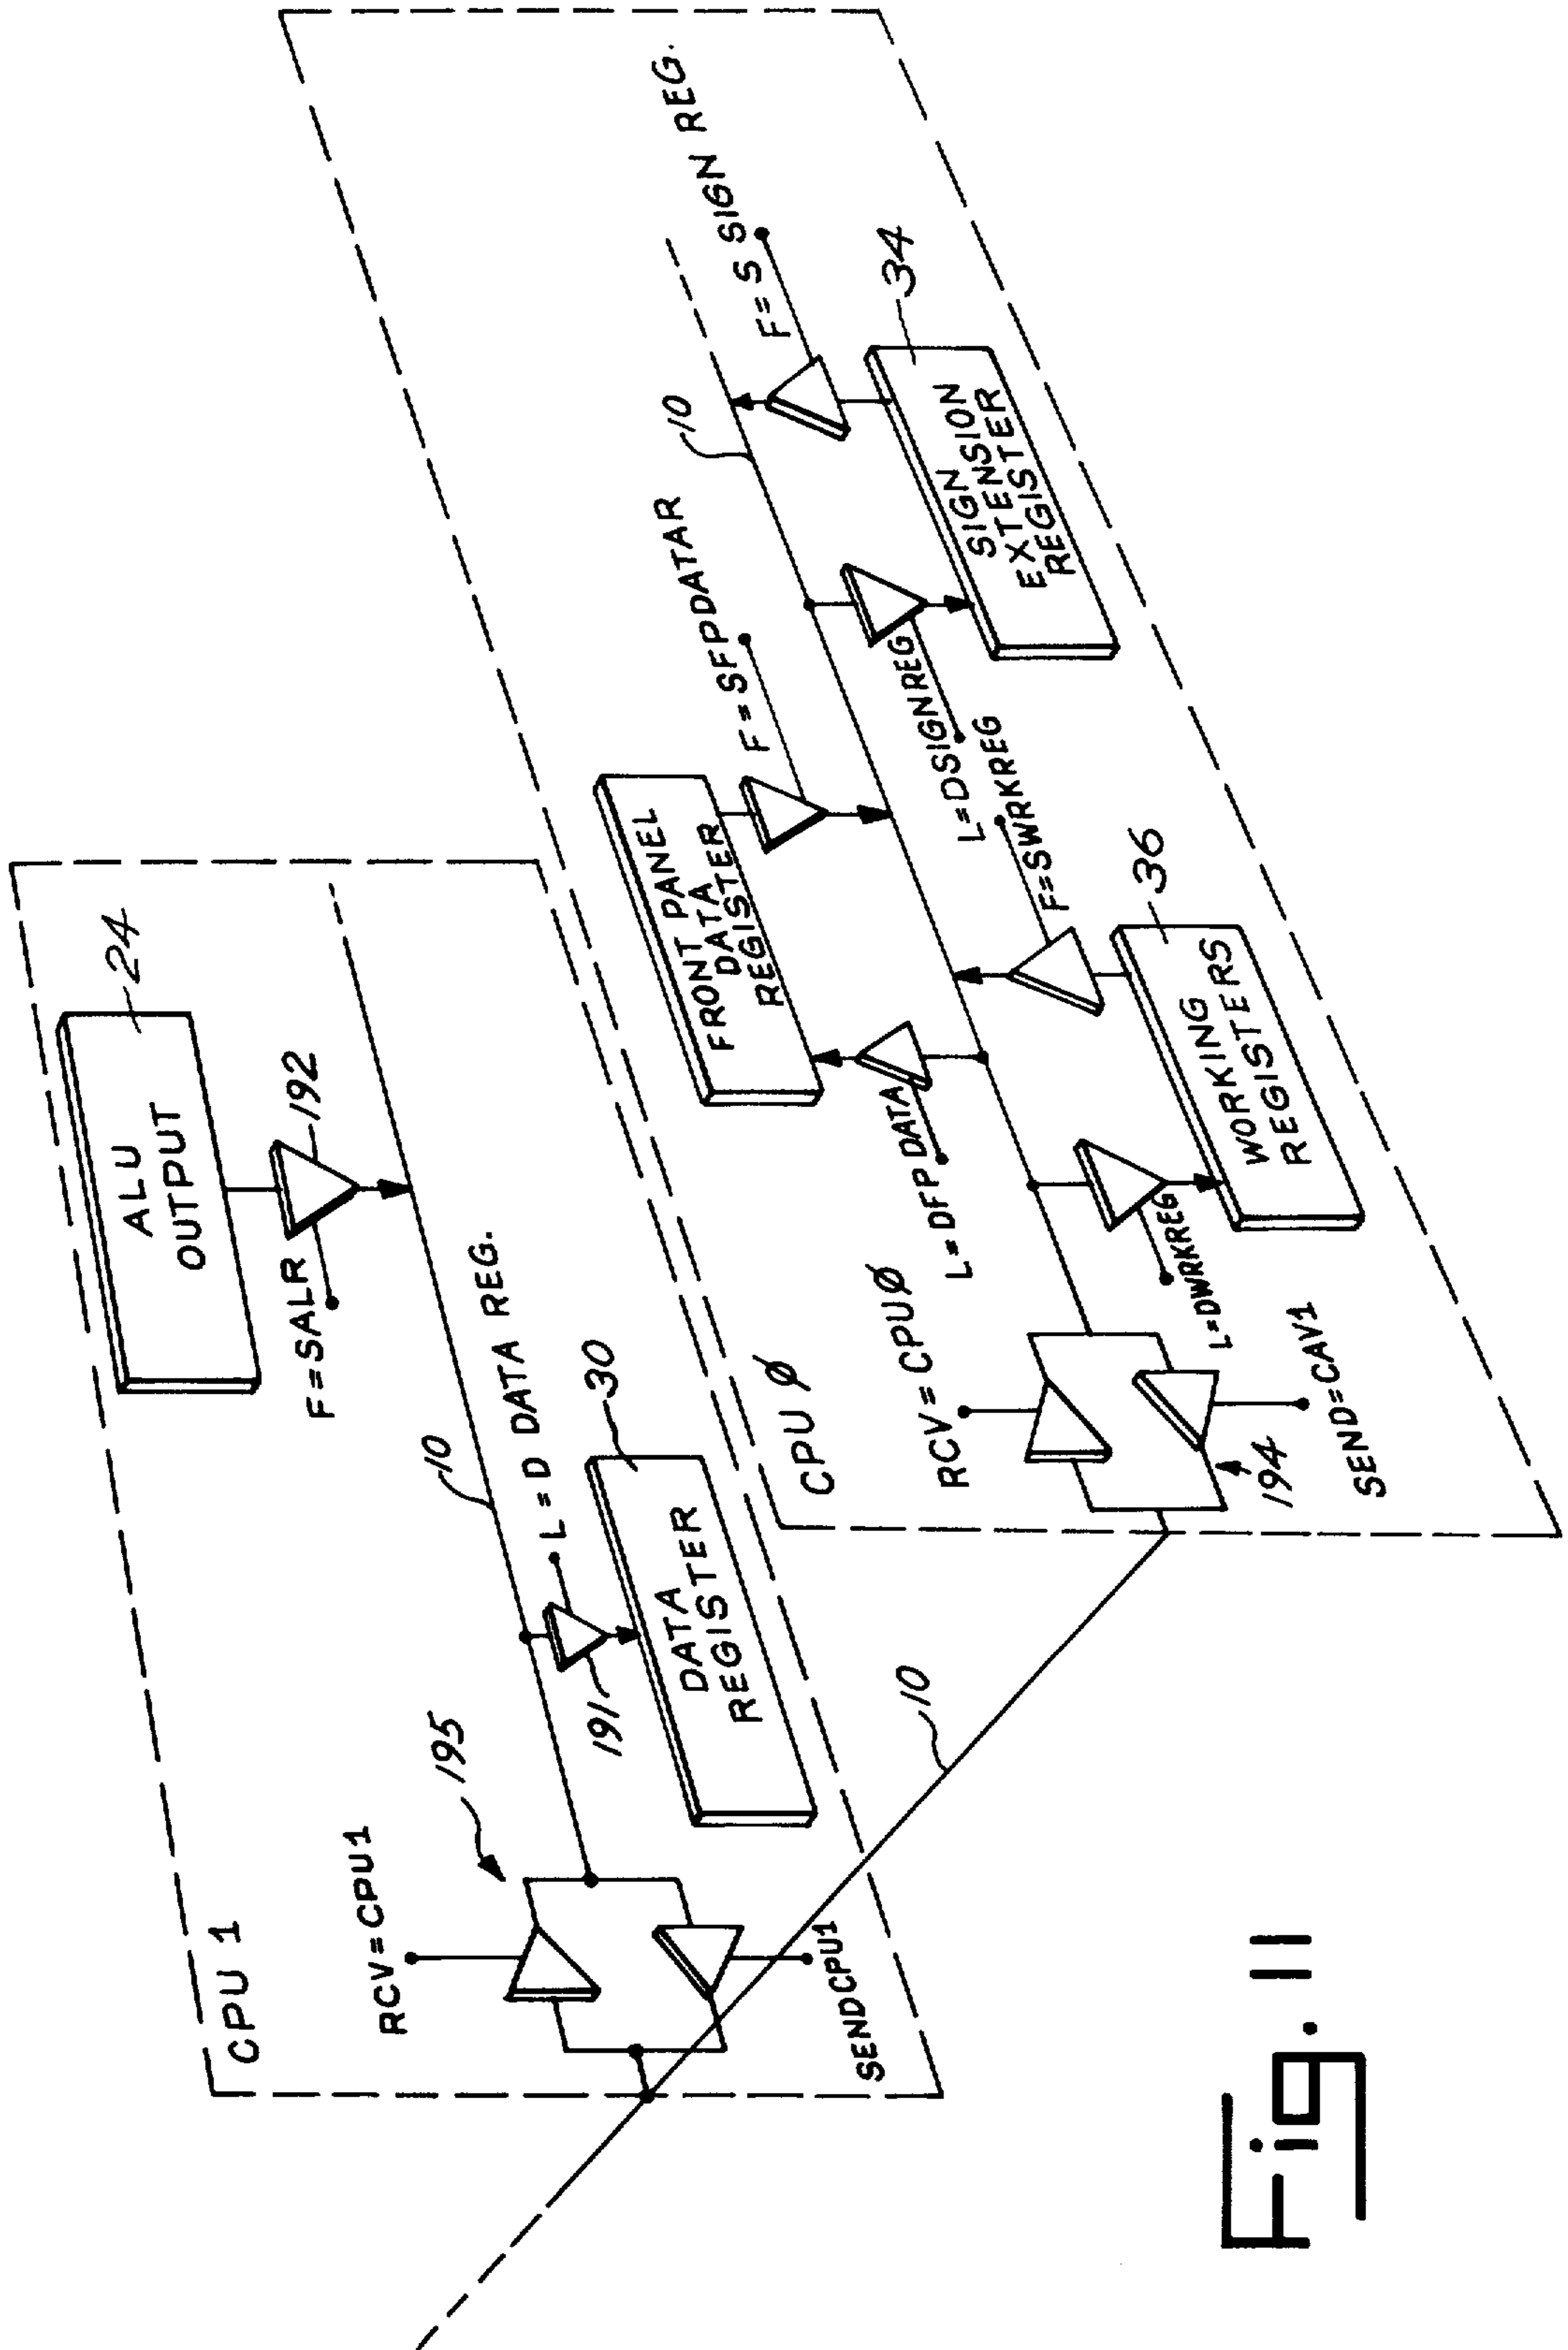 CPU 1
RCV=CPU1
195
SENDCPU1
10
ALU
OUTPUT
24
F=SALR
192
L=D DATA REG.
191
DATA
REGISTER
30
10
CPU Ø
RCV=CPUØ
194
SEND=CAV1
L=DWRKREG
WORKING
REGISTERS
36
F=SWRKREG
L=DFP DATA
FRONT PANEL
DATA
REGISTER
F=SFPDATAR
L=DSIGNREG
10
SIGN
EXTENSION
REGISTER
34
F=S SIGN REG.
Fig. 11